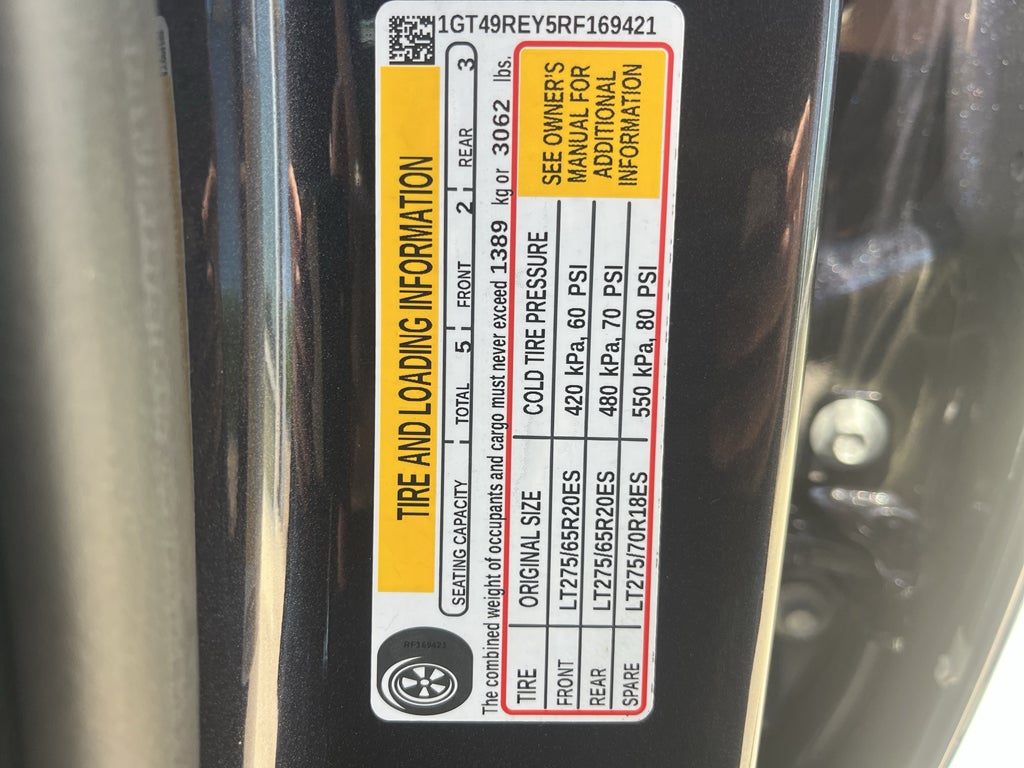 1GT49REY5RF169421
TIRE AND LOADING INFORMATION
SEATING CAPACITY TOTAL 5 FRONT 2 REAR 3
The combined weight of occupants and cargo must never exceed 1389 kg or 3062 lbs.
TIRE ORIGINAL SIZE COLD TIRE PRESSURE
FRONT LT275/65R20ES 420 kPa, 60 PSI
REAR LT275/65R20ES 480 kPa, 70 PSI
SPARE LT275/70R18ES 550 kPa, 80 PSI
SEE OWNER'S
MANUAL FOR
ADDITIONAL
INFORMATION
RF169421